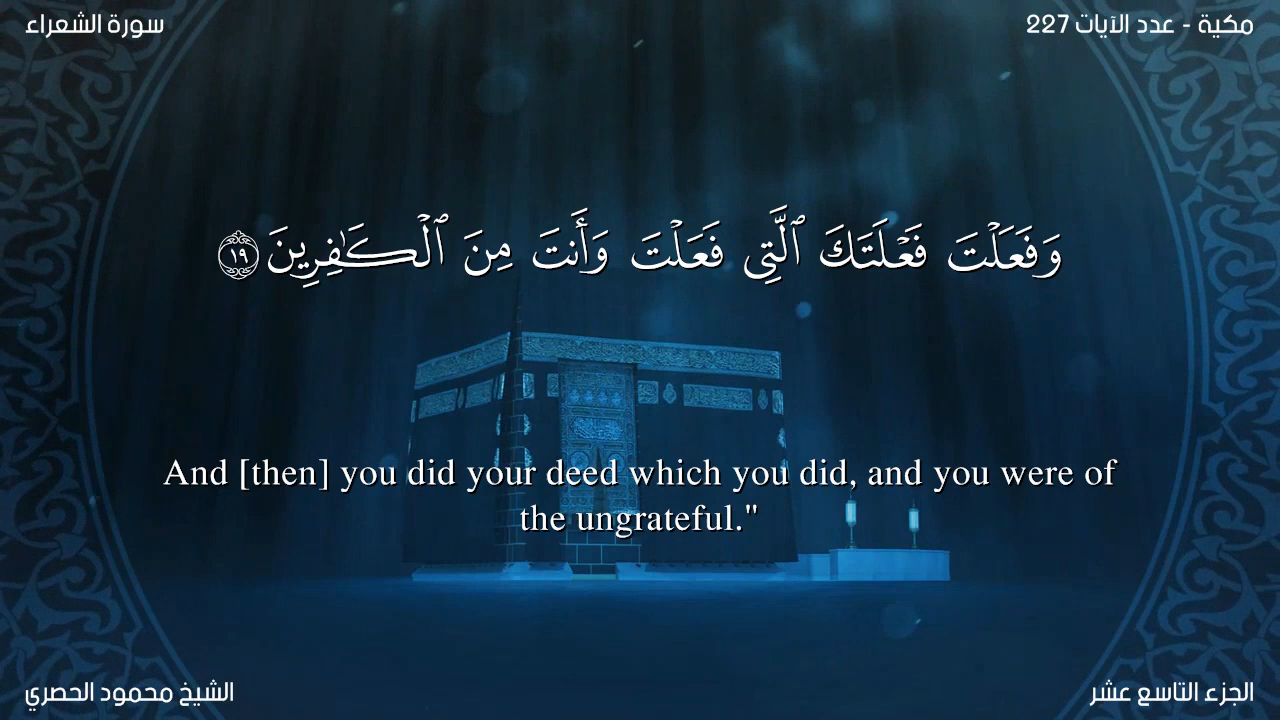 سورة الشعراء
مكية - عدد الآيات 227
وَفَعَلْتَ فَعْلَتَكَ ٱلَّتِى فَعَلْتَ وَأَنتَ مِنَ ٱلْكَـٰفِرِينَ ١٩
And [then] you did your deed which you did, and you were of
the ungrateful."
الشيخ محمود الحصري
الجزء التاسع عشر